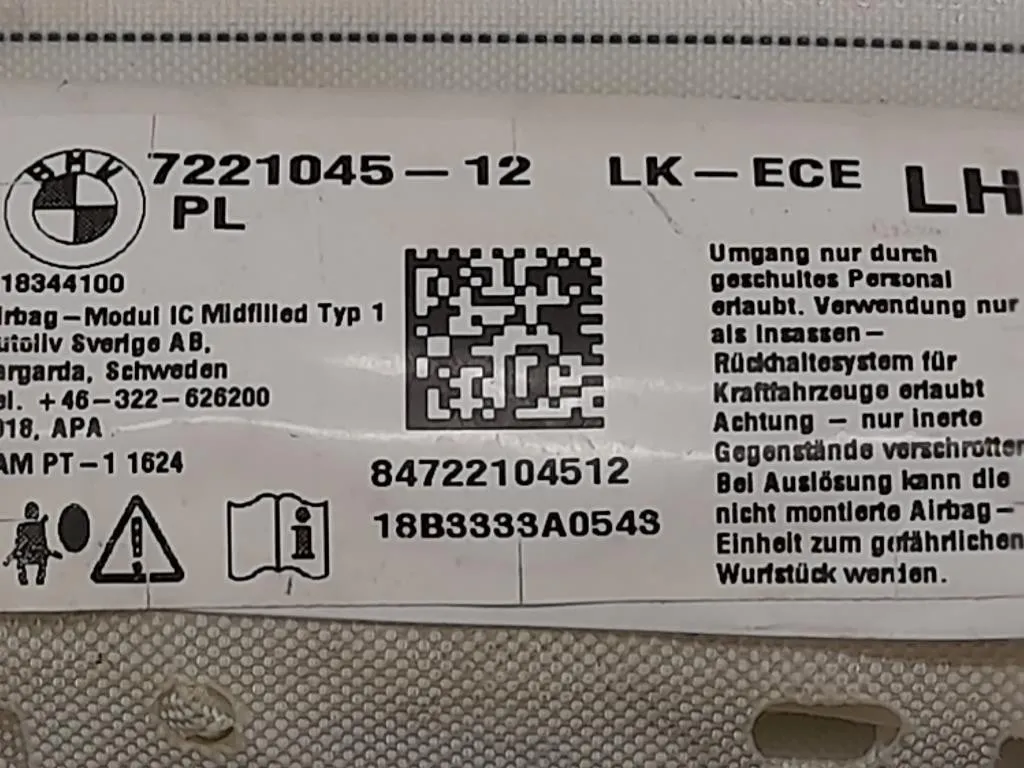 BMW
7221045-12 LK-ECE LH
PL
18344100
irbag-Modul IC Midfilled Typ 1
utoliv Sverige AB,
argarda, Schweden
el. +46-322-626200
018, APA
AM PT-1 1624
84722104512
18B3333A0543
Umgang nur durch
geschultes Personal
erlaubt. Verwendung nur
als Insassen-
Rückhaltesystem für
Kraftfahrzeuge erlaubt
Achtung - nur inerte
Gegenstände verschrotten
Bei Auslösung kann die
nicht montierte Airbag-
Einheit zum gefährlichen
Wurfstück werden.